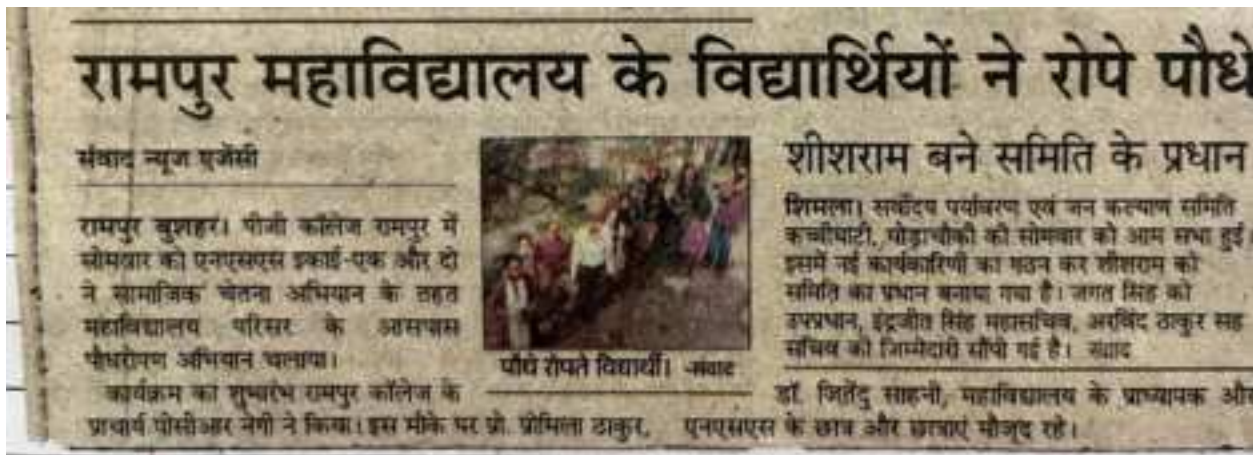 रामपुर महाविद्यालय के विद्यार्थियों ने रोपे पौधे
संवाद न्यूज एजेंसी
रामपुर बुशहर। पीजी कॉलेज रामपुर में
सोमवार को एनएसएस इकाई-एक और दो
ने सामाजिक चेतना अभियान के तहत
महाविद्यालय परिसर के आसपास
पौधरोपण अभियान चलाया।
कार्यक्रम का शुभारंभ रामपुर कॉलेज के
प्राचार्य पीसीआर नेगी ने किया। इस मौके पर प्रो. प्रोमिला ठाकुर,
पौधे रोपते विद्यार्थी। -संवाद
डॉ. जितेंदु साहनी, महाविद्यालय के प्राध्यापक और
एनएसएस के छात्र और छात्राएं मौजूद रहे।
शीशराम बने समिति के प्रधान
शिमला। सर्वोदय पर्यावरण एवं जन कल्याण समिति
कच्चीघाटी, घोड़ाचौकी की सोमवार को आम सभा हुई।
इसमें नई कार्यकारिणी का गठन कर शीशराम को
समिति का प्रधान बनाया गया है। जगत सिंह को
उपप्रधान, इंद्रजीत सिंह महासचिव, अरविंद ठाकुर सह
सचिव की जिम्मेदारी सौंपी गई है। संवाद